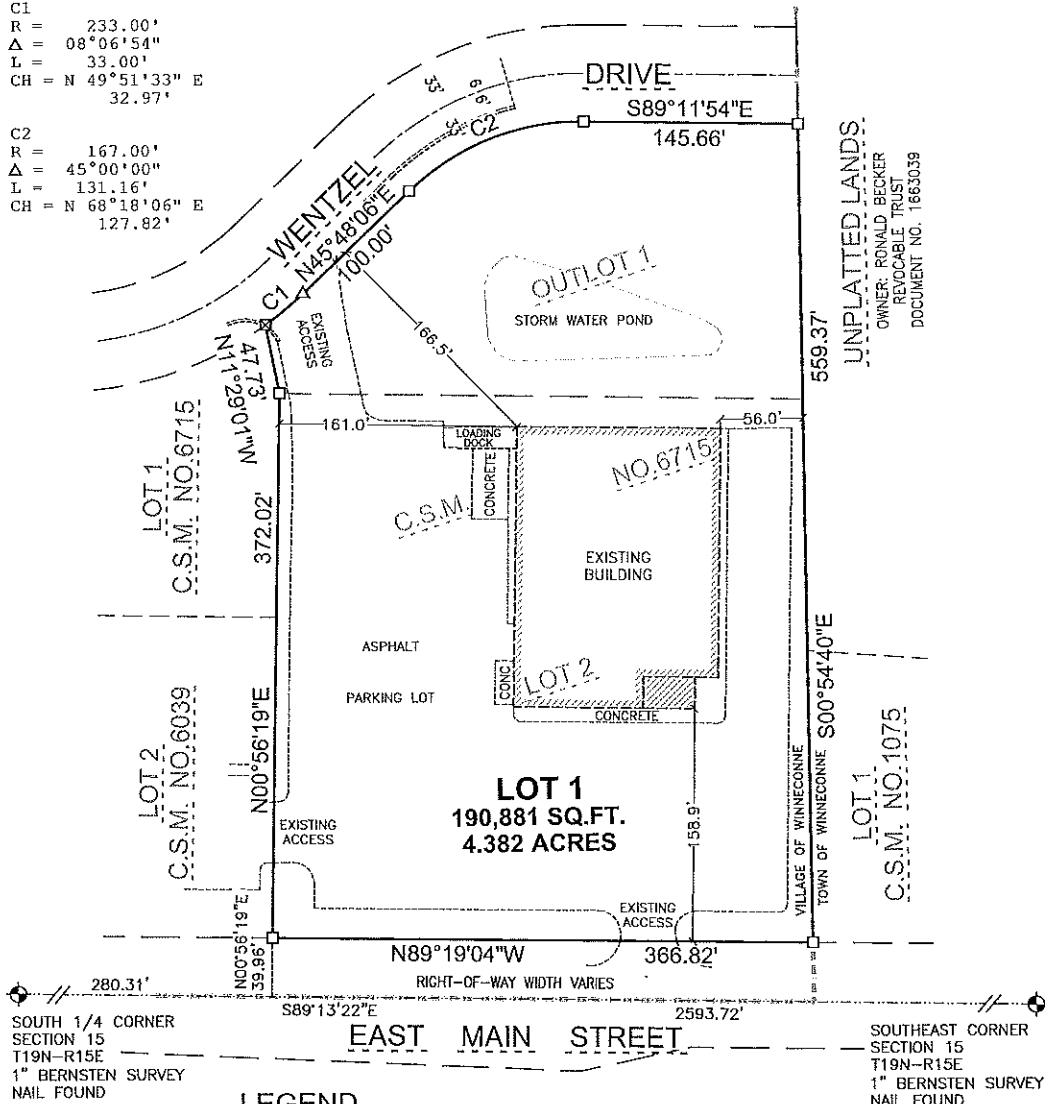 C1
R = 233.00'
Δ = 08°06'54"
L = 33.00'
CH = N 49°51'33" E
32.97'
C2
R = 167.00'
Δ = 45°00'00"
L = 131.16'
CH = N 68°18'06" E
127.82'
33'
6.6'
33'
C2
DRIVE
S89°11'54"E
145.66'
WENTZEL
N45°48'06"E
100.00'
C1
EXISTING
ACCESS
47.73'
N11°29'01"W
166.5'
OUTLOT 1
STORM WATER POND
559.37'
UNPLATTED LANDS
OWNER: RONALD BECKER
REVOCABLE TRUST
DOCUMENT NO. 1663039
161.0'
56.0'
LOADING
DOCK
CONCRETE
C.S.M.
NO.6715
LOT 1
C.S.M. NO.6715
372.02'
EXISTING
BUILDING
ASPHALT
PARKING LOT
CONC
LOT 2
CONCRETE
LOT 2
C.S.M. NO.6039
N00°56'19"E
S00°54'40"E
VILLAGE OF WINNECONNE
TOWN OF WINNECONNE
LOT 1
C.S.M. NO.1075
LOT 1
190,881 SQ.FT.
4.382 ACRES
158.9'
EXISTING
ACCESS
EXISTING
ACCESS
N00°56'19"E
39.96'
N89°19'04"W
366.82'
RIGHT-OF-WAY WIDTH VARIES
280.31'
S89°13'22"E
2593.72'
EAST MAIN STREET
SOUTH 1/4 CORNER
SECTION 15
T19N-R15E
1" BERNSTEN SURVEY
NAIL FOUND
SOUTHEAST CORNER
SECTION 15
T19N-R15E
1" BERNSTEN SURVEY
NAIL FOUND
LEGEND